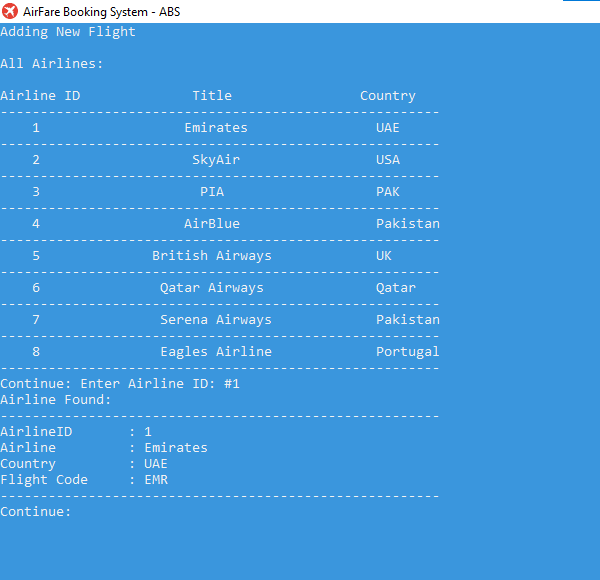 AirFare Booking System - ABS
Adding New Flight
All Airlines:
Airline ID Title Country
-------------------------------------------------------
1 Emirates UAE
-------------------------------------------------------
2 SkyAir USA
-------------------------------------------------------
3 PIA PAK
-------------------------------------------------------
4 AirBlue Pakistan
-------------------------------------------------------
5 British Airways UK
-------------------------------------------------------
6 Qatar Airways Qatar
-------------------------------------------------------
7 Serena Airways Pakistan
-------------------------------------------------------
8 Eagles Airline Portugal
-------------------------------------------------------
Continue: Enter Airline ID: #1
Airline Found:
-------------------------------------------------------
AirlineID : 1
Airline : Emirates
Country : UAE
Flight Code : EMR
-------------------------------------------------------
Continue: